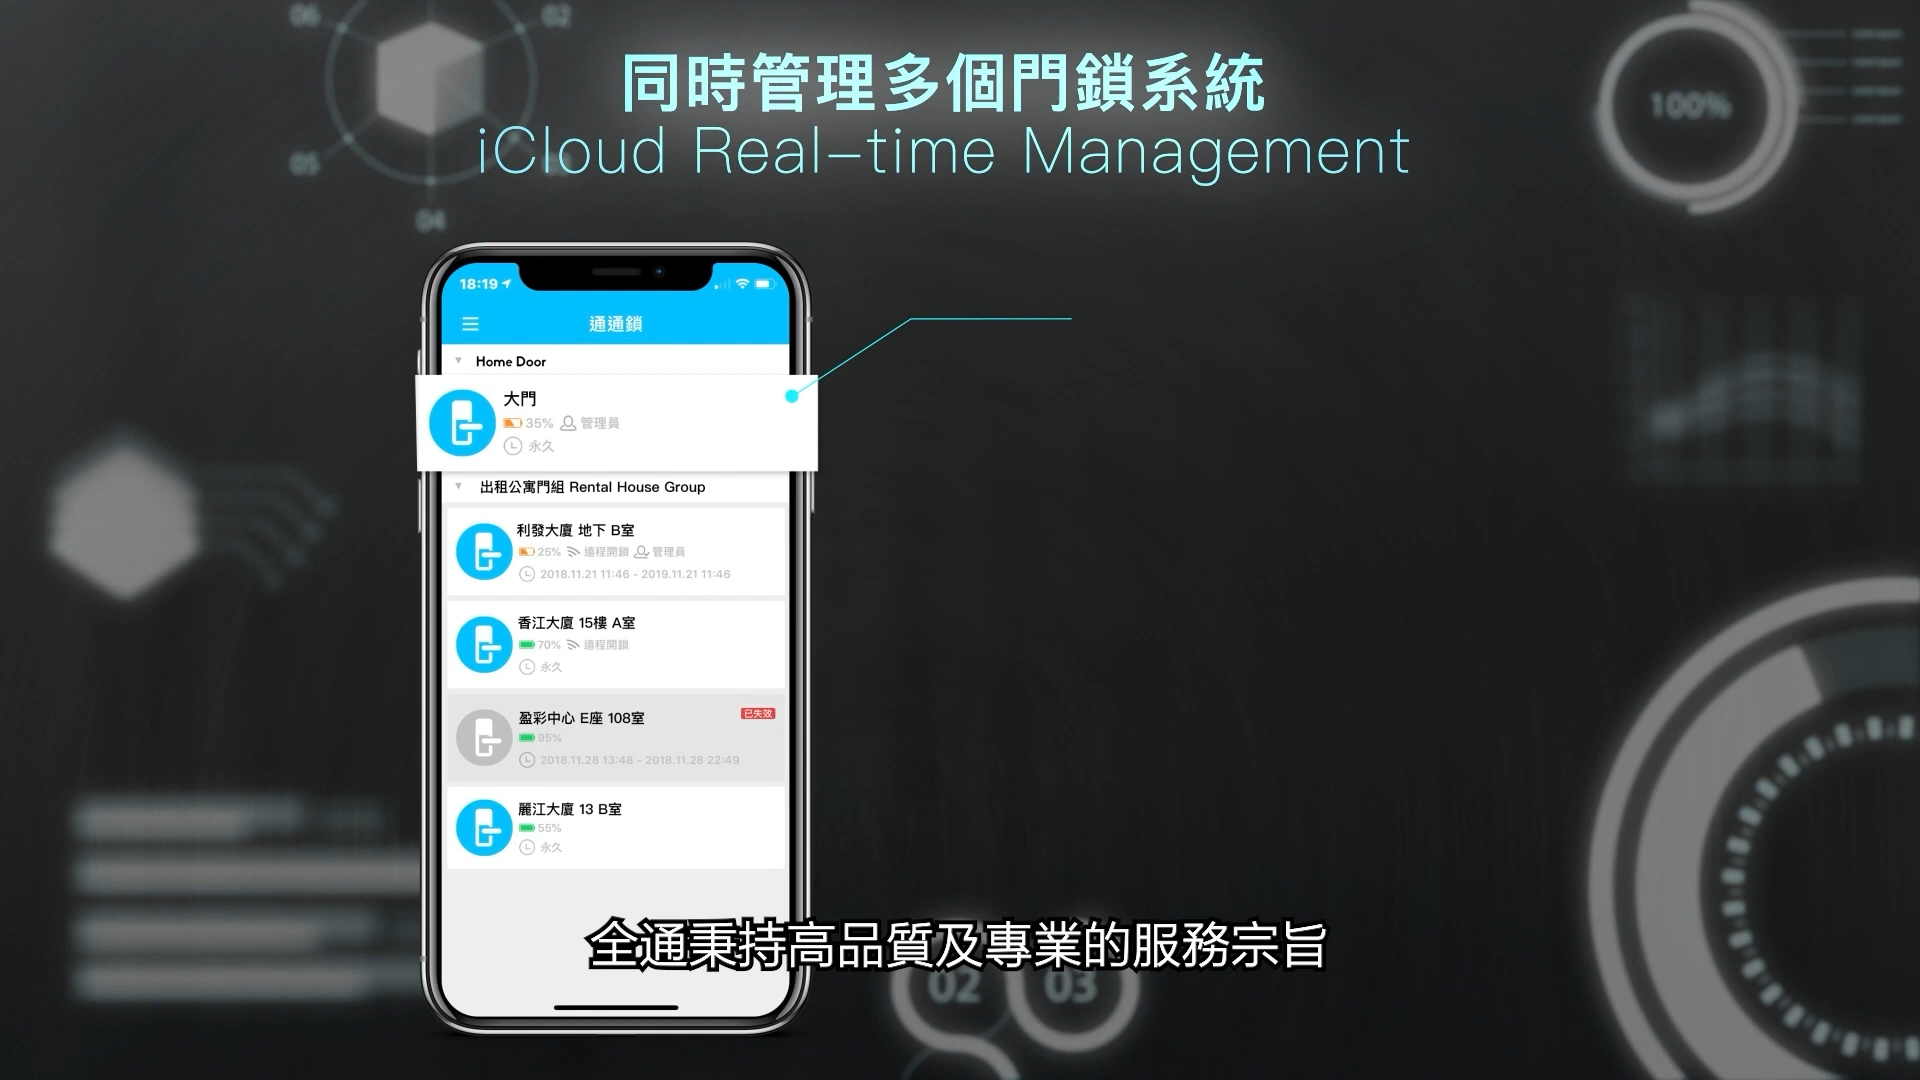 06
02
同時管理多個門鎖系統
iCloud Real-time Management
100%
05
04
18:19
通通鎖
Home Door
大門
35% 管理員
永久
出租公寓門組 Rental House Group
利發大廈 地下 B室
25% 遠程開鎖 管理員
2018.11.21 11:46 - 2019.11.21 11:46
香江大廈 15樓 A室
70% 遠程開鎖
永久
盈彩中心 E座 108室
已失效
95%
2018.11.28 13:48 - 2018.11.28 22:49
麗江大廈 13 B室
55%
永久
全通秉持高品質及專業的服務宗旨
02
03